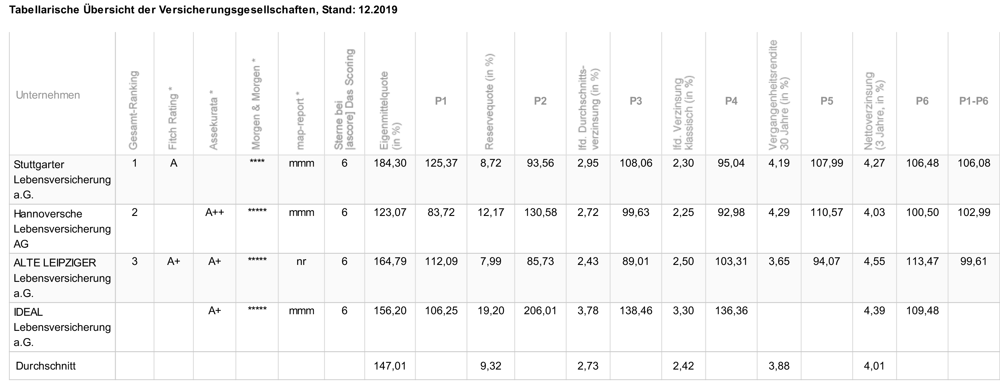 Tabellarische Übersicht der Versicherungsgesellschaften, Stand: 12.2019
Unternehmen
Gesamt-Ranking
Fitch Rating *
Assekurata *
Morgen & Morgen *
map-report *
Sterne bei
[ascore] Das Scoring
Eigenmittelquote
(in %)
P1
Reservequote (in %)
P2
lfd. Durchschnitts-
verzinsung (in %)
P3
lfd. Verzinsung
klassisch (in %)
P4
Vergangenheitsrendite
30 Jahre (in %)
P5
Nettoverzinsung
(3 Jahre, in %)
P6
P1-P6
Stuttgarter 1 A **** mmm 6 184,30 125,37 8,72 93,56 2,95 108,06 2,30 95,04 4,19 107,99 4,27 106,48 106,08
Lebensversicherung
a.G.
Hannoversche 2 A++ ***** mmm 6 123,07 83,72 12,17 130,58 2,72 99,63 2,25 92,98 4,29 110,57 4,03 100,50 102,99
Lebensversicherung
AG
ALTE LEIPZIGER 3 A+ A+ ***** nr 6 164,79 112,09 7,99 85,73 2,43 89,01 2,50 103,31 3,65 94,07 4,55 113,47 99,61
Lebensversicherung
a.G.
IDEAL A+ ***** mmm 6 156,20 106,25 19,20 206,01 3,78 138,46 3,30 136,36 4,39 109,48
Lebensversicherung
a.G.
Durchschnitt 147,01 9,32 2,73 2,42 3,88 4,01